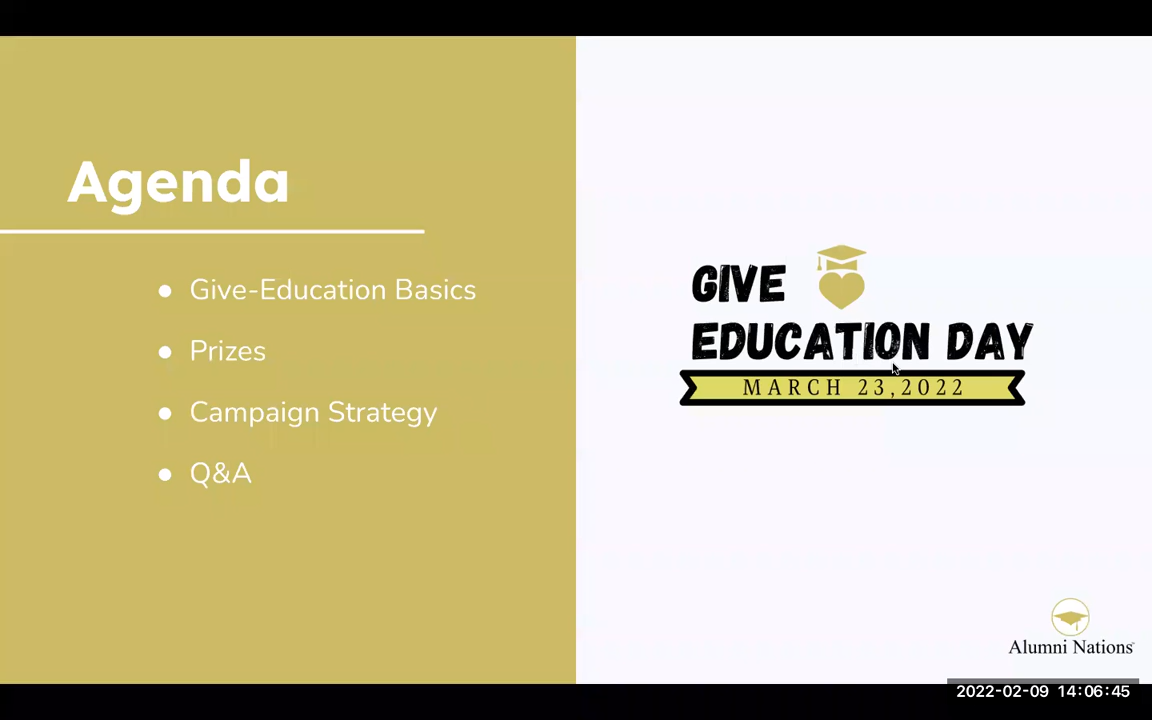 Agenda
● Give-Education Basics
● Prizes
● Campaign Strategy
● Q&A
GIVE
EDUCATION DAY
MARCH 23,2022
Alumni Nations
2022-02-09 14:06:45